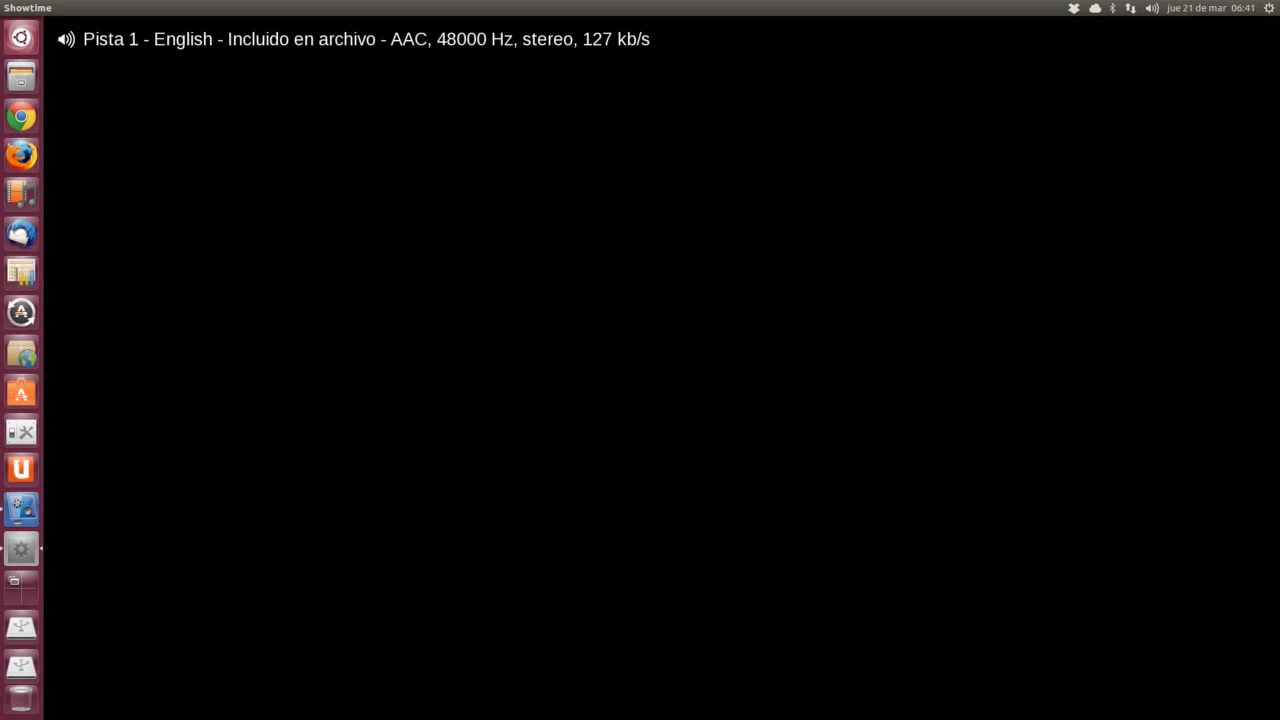 Showtime
jue 21 de mar 06:41
Pista 1 - English - Incluido en archivo - AAC, 48000 Hz, stereo, 127 kb/s